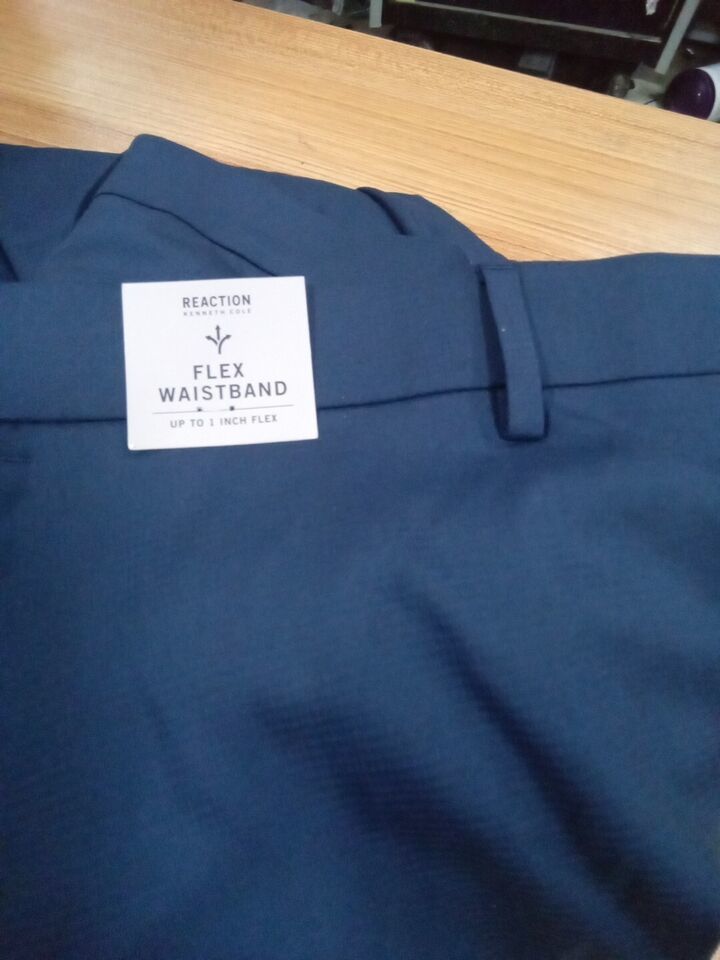 REACTION
KENNETH COLE
FLEX
WAISTBAND
UP TO 1 INCH FLEX